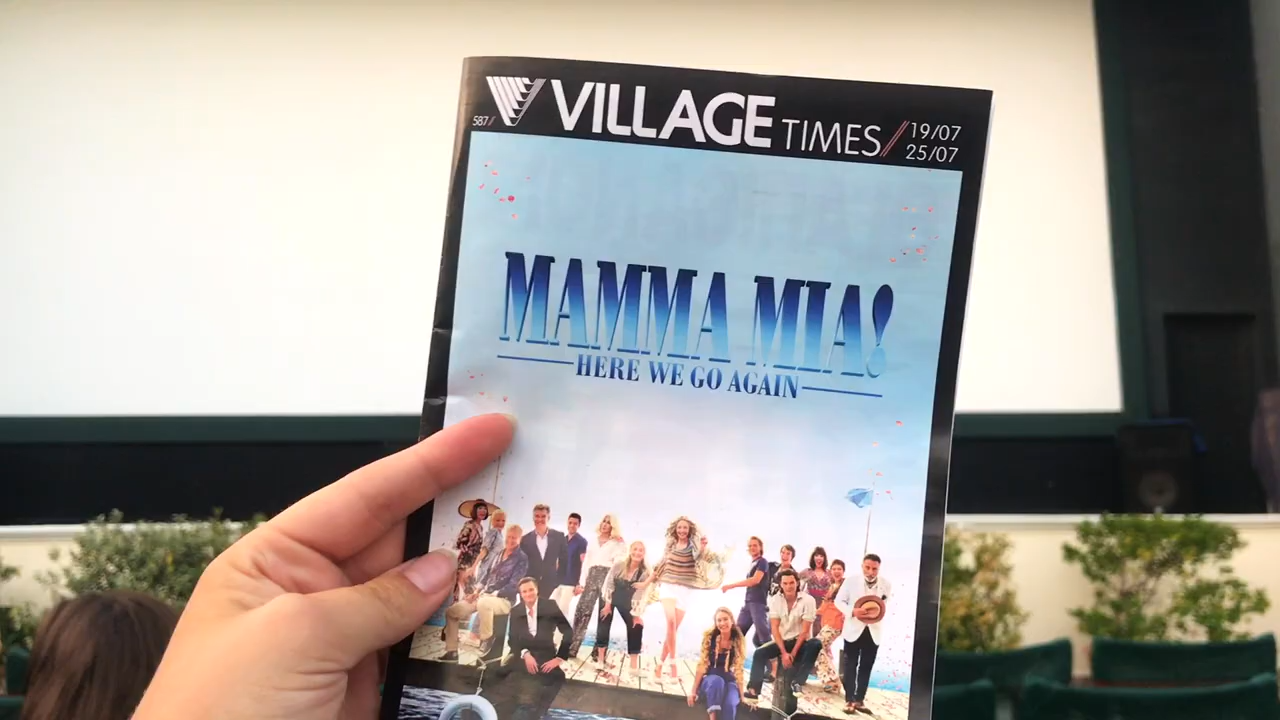 587//
VILLAGE TIMES//
19/07
25/07
MAMMA MIA!
HERE WE GO AGAIN